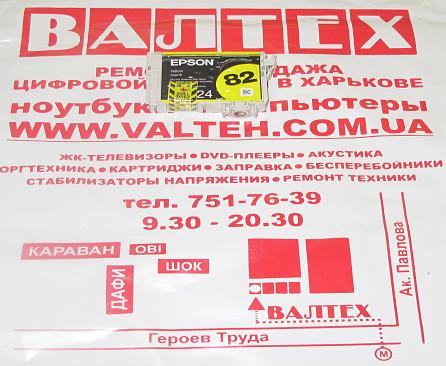 ВАЛТЕХ
РЕМ ДАЖА
ЦИФРОВОЙ В ХАРЬКОВЕ
EPSON
Yellow
82
24
ноутбук пьютеры
WWW.VALTEH.COM.UA
ЖК-ТЕЛЕВИЗОРЫ • DVD-ПЛЕЕРЫ • АКУСТИКА
ОРГТЕХНИКА • КАРТРИДЖИ • ЗАПРАВКА • БЕСПЕРЕБОЙНИКИ
СТАБИЛИЗАТОРЫ НАПРЯЖЕНИЯ • РЕМОНТ ТЕХНИКИ
тел. 751-76-39
9.30 - 20.30
КАРАВАН
ОВІ
ШОК
ДАФИ
ВАЛТЕХ
Ак. Павлова
Героев Труда
М